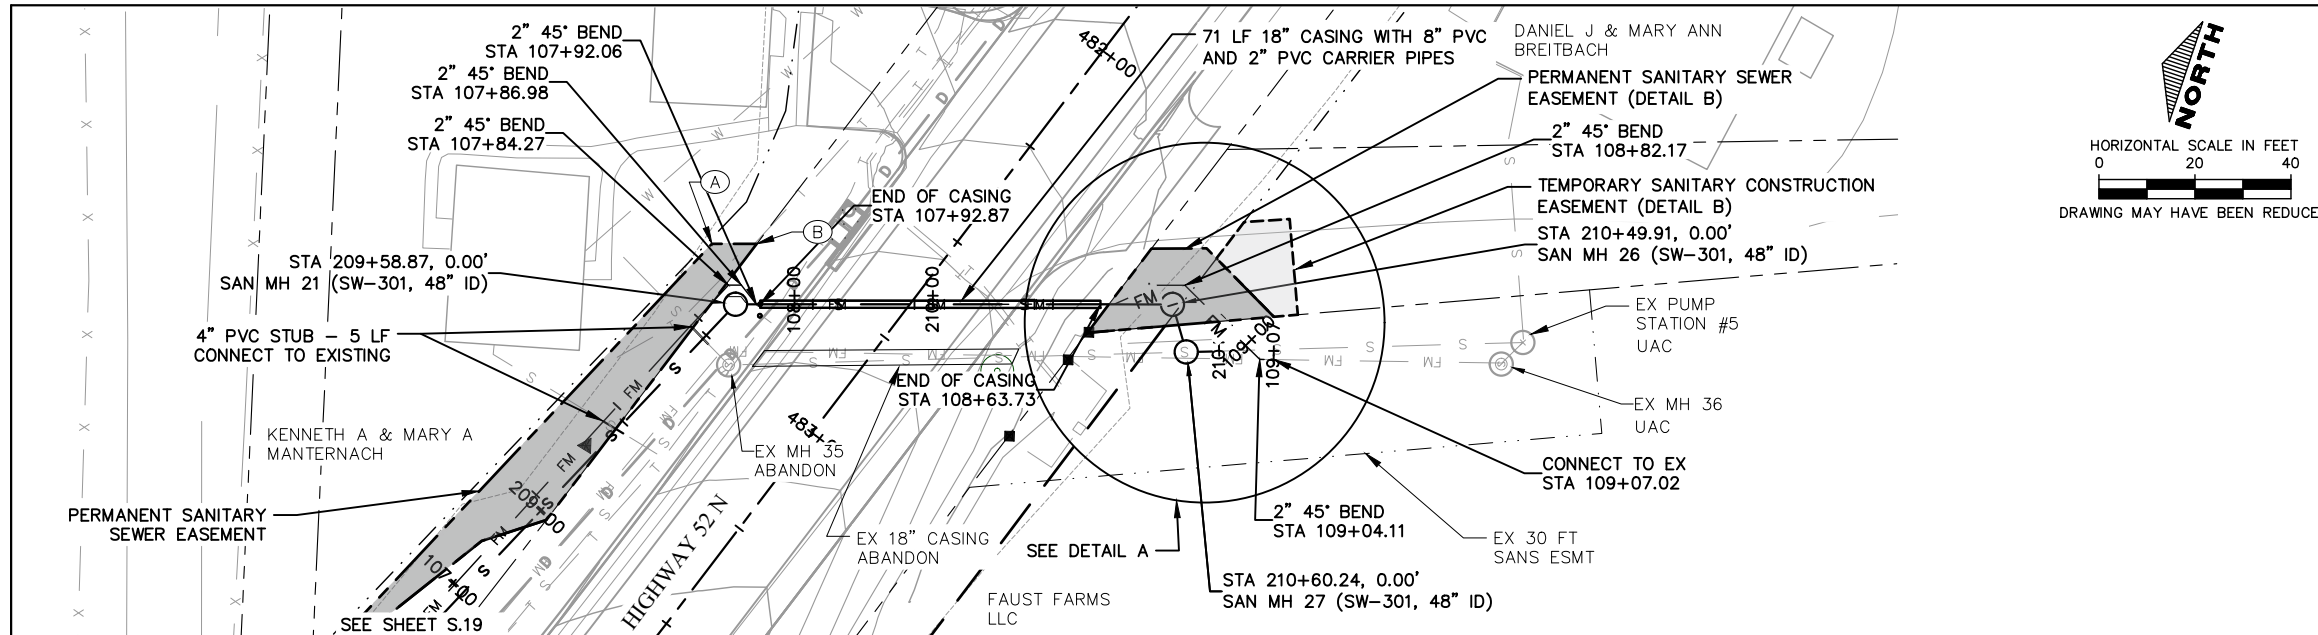 2" 45° BEND
STA 107+92.06
2" 45° BEND
STA 107+86.98
2" 45° BEND
STA 107+84.27
A
B
STA 209+58.87, 0.00'
SAN MH 21 (SW-301, 48" ID)
4" PVC STUB - 5 LF
CONNECT TO EXISTING
KENNETH A & MARY A
MANTERNACH
PERMANENT SANITARY
SEWER EASEMENT
SEE SHEET S.19
209+00
107+00
HIGHWAY 52 N
482+00
END OF CASING
STA 107+92.87
108+00
210+00
END OF CASING
STA 108+63.73
EX MH 35
ABANDON
EX 18" CASING
ABANDON
71 LF 18" CASING WITH 8" PVC
AND 2" PVC CARRIER PIPES
DANIEL J & MARY ANN
BREITBACH
PERMANENT SANITARY SEWER
EASEMENT (DETAIL B)
2" 45° BEND
STA 108+82.17
TEMPORARY SANITARY CONSTRUCTION
EASEMENT (DETAIL B)
STA 210+49.91, 0.00'
SAN MH 26 (SW-301, 48" ID)
EX PUMP
STATION #5
UAC
EX MH 36
UAC
109+00
109+07
CONNECT TO EX
STA 109+07.02
2" 45° BEND
STA 109+04.11
EX 30 FT
SANS ESMT
SEE DETAIL A
STA 210+60.24, 0.00'
SAN MH 27 (SW-301, 48" ID)
FAUST FARMS
LLC
NORTH
HORIZONTAL SCALE IN FEET
0 20 40
DRAWING MAY HAVE BEEN REDUCE